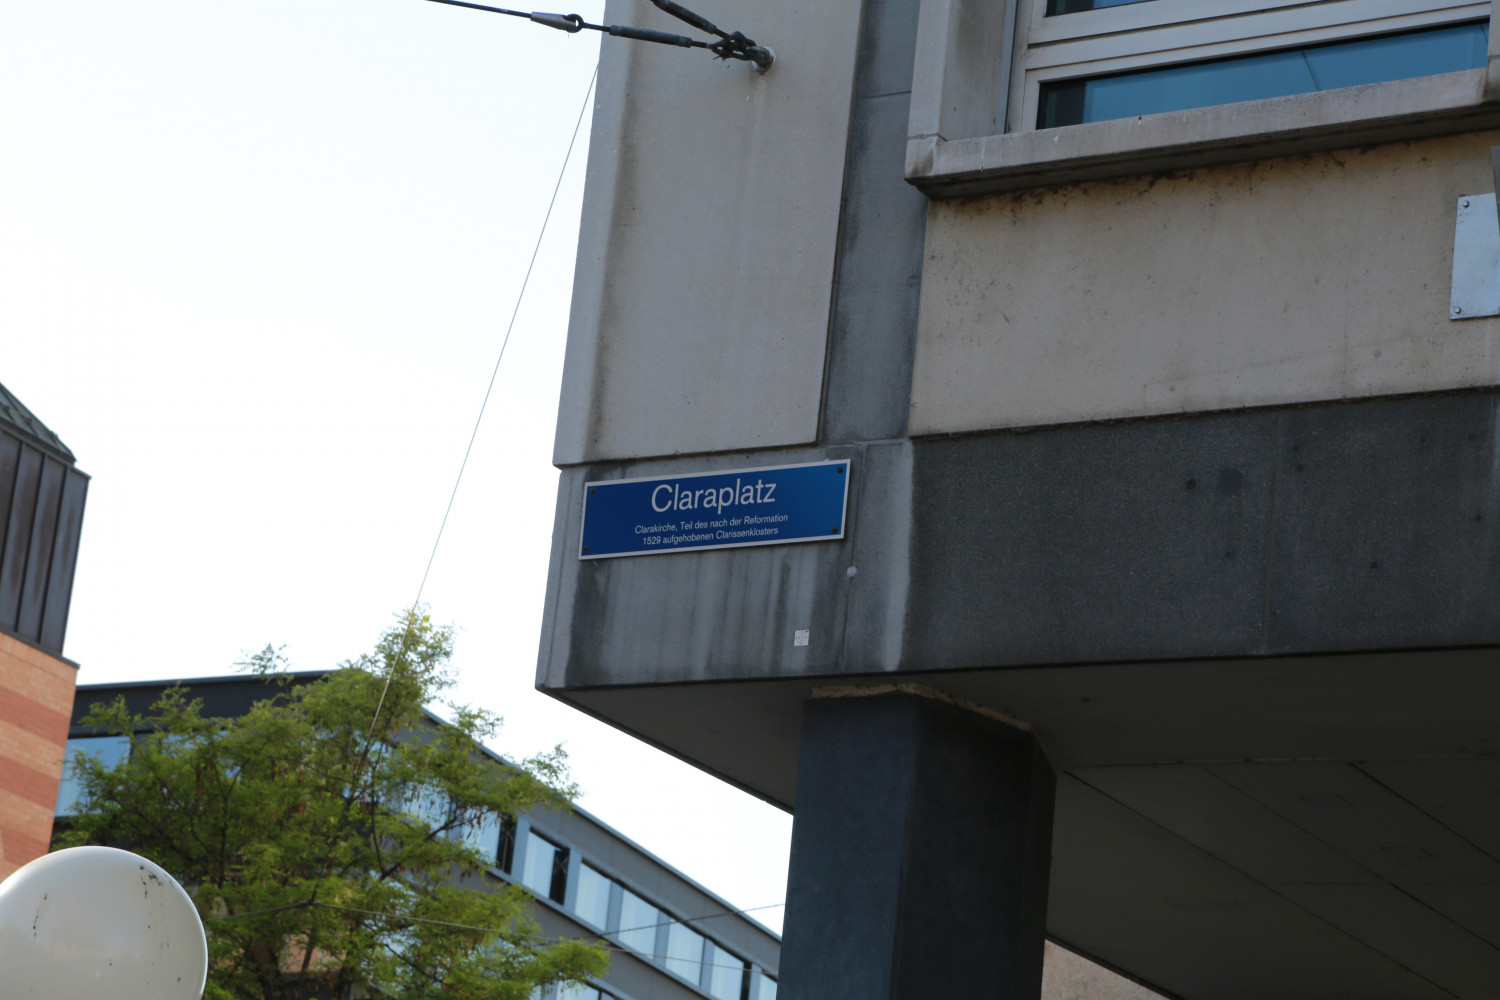 Claraplatz
Clarakirche, Teil des nach der Reformation
1529 aufgehobenen Clarissenklosters